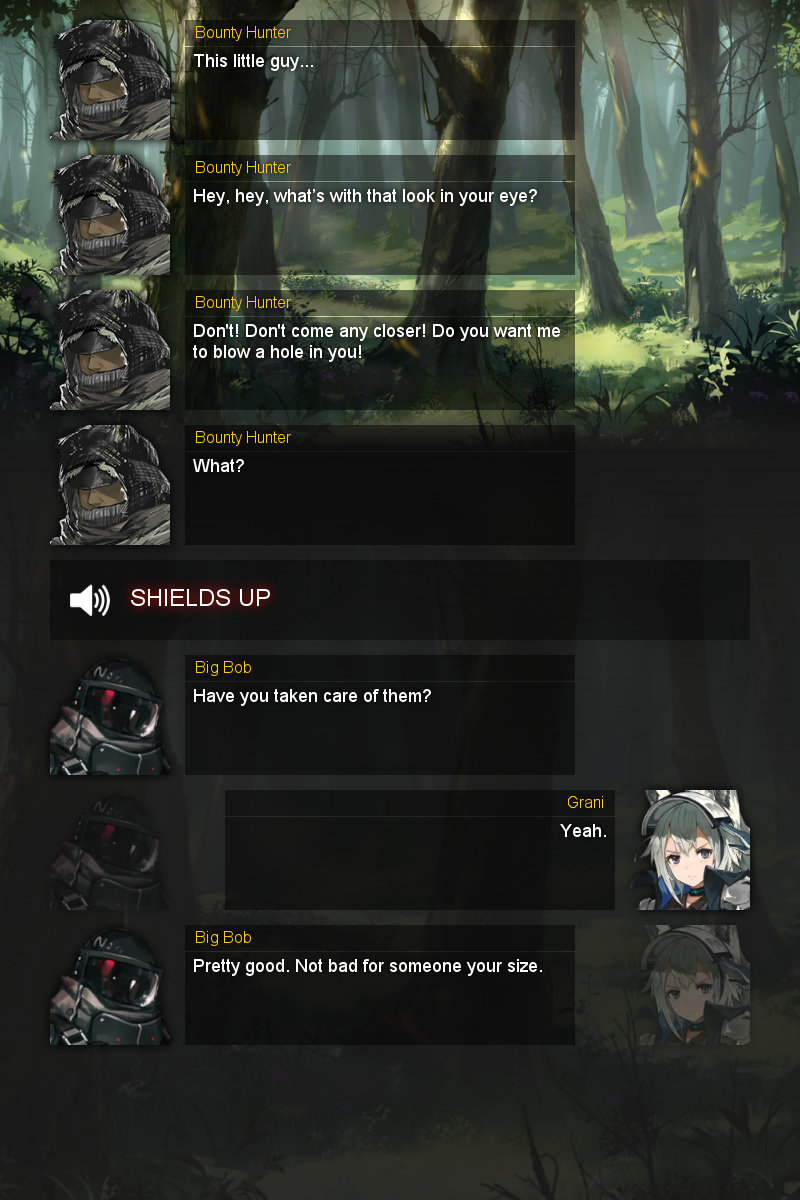 Bounty Hunter
This little guy...
Bounty Hunter
Hey, hey, what's with that look in your eye?
Bounty Hunter
Don't! Don't come any closer! Do you want me
to blow a hole in you!
Bounty Hunter
What?
SHIELDS UP
Big Bob
Have you taken care of them?
Grani
Yeah.
Big Bob
Pretty good. Not bad for someone your size.